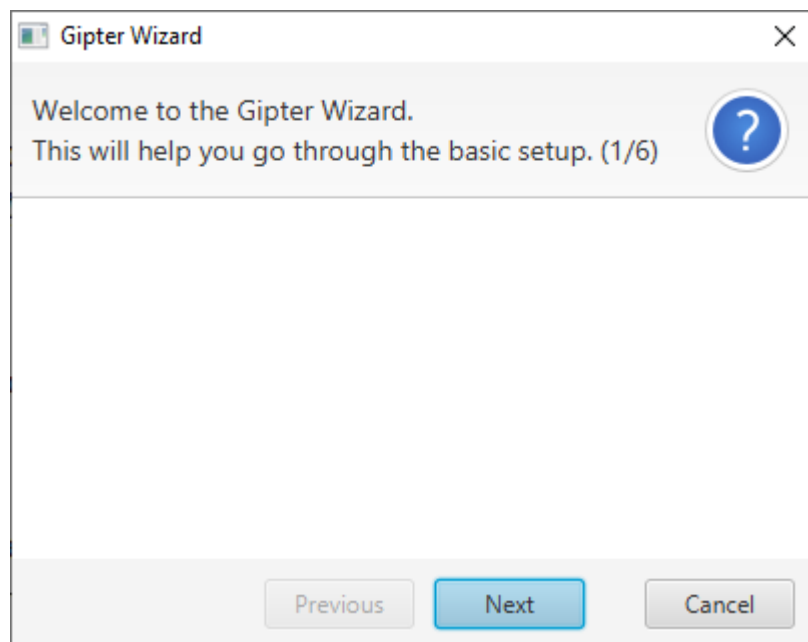 Gipter Wizard
Welcome to the Gipter Wizard.
This will help you go through the basic setup. (1/6)
?
Previous
Next
Cancel